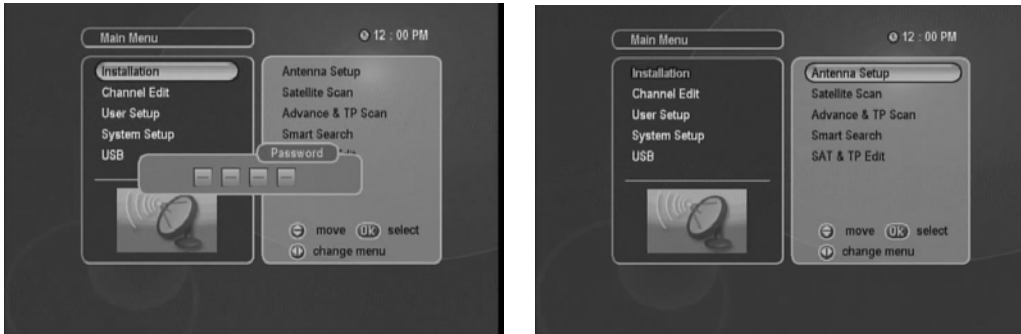 Main Menu
12 : 00 PM
Installation
Channel Edit
User Setup
System Setup
USB
Antenna Setup
Satellite Scan
Advance & TP Scan
Smart Search
Password
move Ok select
change menu
Main Menu
12 : 00 PM
Installation
Channel Edit
User Setup
System Setup
USB
Antenna Setup
Satellite Scan
Advance & TP Scan
Smart Search
SAT & TP Edit
move Ok select
change menu